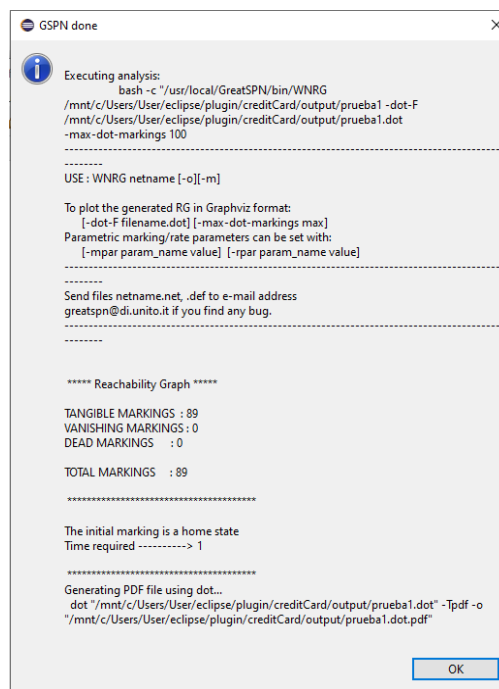 GSPN done
Executing analysis:
bash -c "/usr/local/GreatSPN/bin/WNRG
/mnt/c/Users/User/eclipse/plugin/creditCard/output/prueba1 -dot-F
/mnt/c/Users/User/eclipse/plugin/creditCard/output/prueba1.dot
-max-dot-markings 100
------------------------------------------------------------------------------------------
--------
USE : WNRG netname [-o][-m]
To plot the generated RG in Graphviz format:
[-dot-F filename.dot] [-max-dot-markings max]
Parametric marking/rate parameters can be set with:
[-mpar param_name value]  [-rpar param_name value]
------------------------------------------------------------------------------------------
--------
Send files netname.net, .def to e-mail address
greatspn@di.unito.it if you find any bug.
------------------------------------------------------------------------------------------
--------
***** Reachability Graph *****
TANGIBLE MARKINGS  : 89
VANISHING MARKINGS : 0
DEAD MARKINGS      : 0
TOTAL MARKINGS     : 89
***************************************
The initial marking is a home state
Time required ----------> 1
***************************************
Generating PDF file using dot...
dot "/mnt/c/Users/User/eclipse/plugin/creditCard/output/prueba1.dot" -Tpdf -o
"/mnt/c/Users/User/eclipse/plugin/creditCard/output/prueba1.dot.pdf"
OK